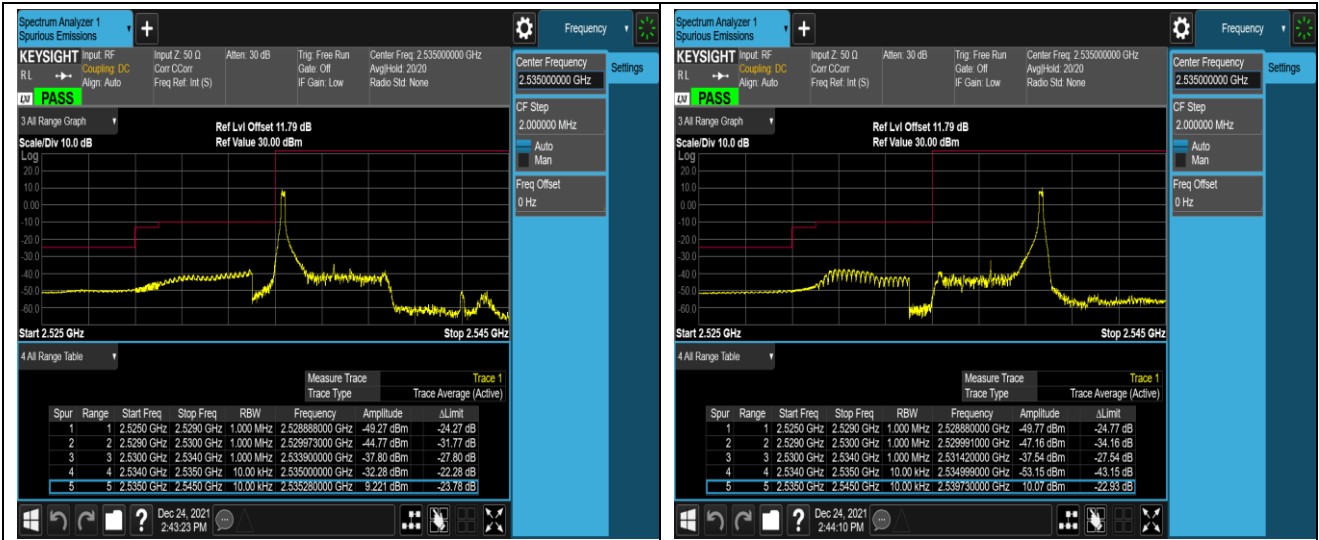 Spectrum Analyzer 1
Spurious Emissions
Frequency
KEYSIGHT Input: RF Input Z: 50 Ω Atten: 30 dB Trig: Free Run Center Freq: 2.535000000 GHz
Coupling: DC Corr CCorr Gate: Off Avg|Hold: 20/20
R L Align: Auto Freq Ref: Int (S) IF Gain: Low Radio Std: None
LXI PASS
3 All Range Graph
Ref Lvl Offset 11.79 dB
Scale/Div 10.0 dB Ref Value 30.00 dBm
Log
20.0
10.0
0.00
-10.0
-20.0
-30.0
-40.0
-50.0
-60.0
Start 2.525 GHz Stop 2.545 GHz
4 All Range Table
Measure Trace Trace 1
Trace Type Trace Average (Active)
Spur Range Start Freq Stop Freq RBW Frequency Amplitude ΔLimit
1 1 2.5250 GHz 2.5290 GHz 1.000 MHz 2.528888000 GHz -49.27 dBm -24.27 dB
2 2 2.5290 GHz 2.5300 GHz 1.000 MHz 2.529973000 GHz -44.77 dBm -31.77 dB
3 3 2.5300 GHz 2.5340 GHz 1.000 MHz 2.533900000 GHz -37.80 dBm -27.80 dB
4 4 2.5340 GHz 2.5350 GHz 10.00 kHz 2.535000000 GHz -32.28 dBm -22.28 dB
5 5 2.5350 GHz 2.5450 GHz 10.00 kHz 2.535280000 GHz 9.221 dBm -23.78 dB
Dec 24, 2021
2:43:23 PM
Center Frequency
2.535000000 GHz
Settings
CF Step
2.000000 MHz
Auto
Man
Freq Offset
0 Hz
Spectrum Analyzer 1
Spurious Emissions
Frequency
KEYSIGHT Input: RF Input Z: 50 Ω Atten: 30 dB Trig: Free Run Center Freq: 2.535000000 GHz
Coupling: DC Corr CCorr Gate: Off Avg|Hold: 20/20
R L Align: Auto Freq Ref: Int (S) IF Gain: Low Radio Std: None
LXI PASS
3 All Range Graph
Ref Lvl Offset 11.79 dB
Scale/Div 10.0 dB Ref Value 30.00 dBm
Log
20.0
10.0
0.00
-10.0
-20.0
-30.0
-40.0
-50.0
-60.0
Start 2.525 GHz Stop 2.545 GHz
4 All Range Table
Measure Trace Trace 1
Trace Type Trace Average (Active)
Spur Range Start Freq Stop Freq RBW Frequency Amplitude ΔLimit
1 1 2.5250 GHz 2.5290 GHz 1.000 MHz 2.528880000 GHz -49.77 dBm -24.77 dB
2 2 2.5290 GHz 2.5300 GHz 1.000 MHz 2.529991000 GHz -47.16 dBm -34.16 dB
3 3 2.5300 GHz 2.5340 GHz 1.000 MHz 2.531420000 GHz -37.54 dBm -27.54 dB
4 4 2.5340 GHz 2.5350 GHz 10.00 kHz 2.534999000 GHz -53.15 dBm -43.15 dB
5 5 2.5350 GHz 2.5450 GHz 10.00 kHz 2.539730000 GHz 10.07 dBm -22.93 dB
Dec 24, 2021
2:44:10 PM
Center Frequency
2.535000000 GHz
Settings
CF Step
2.000000 MHz
Auto
Man
Freq Offset
0 Hz